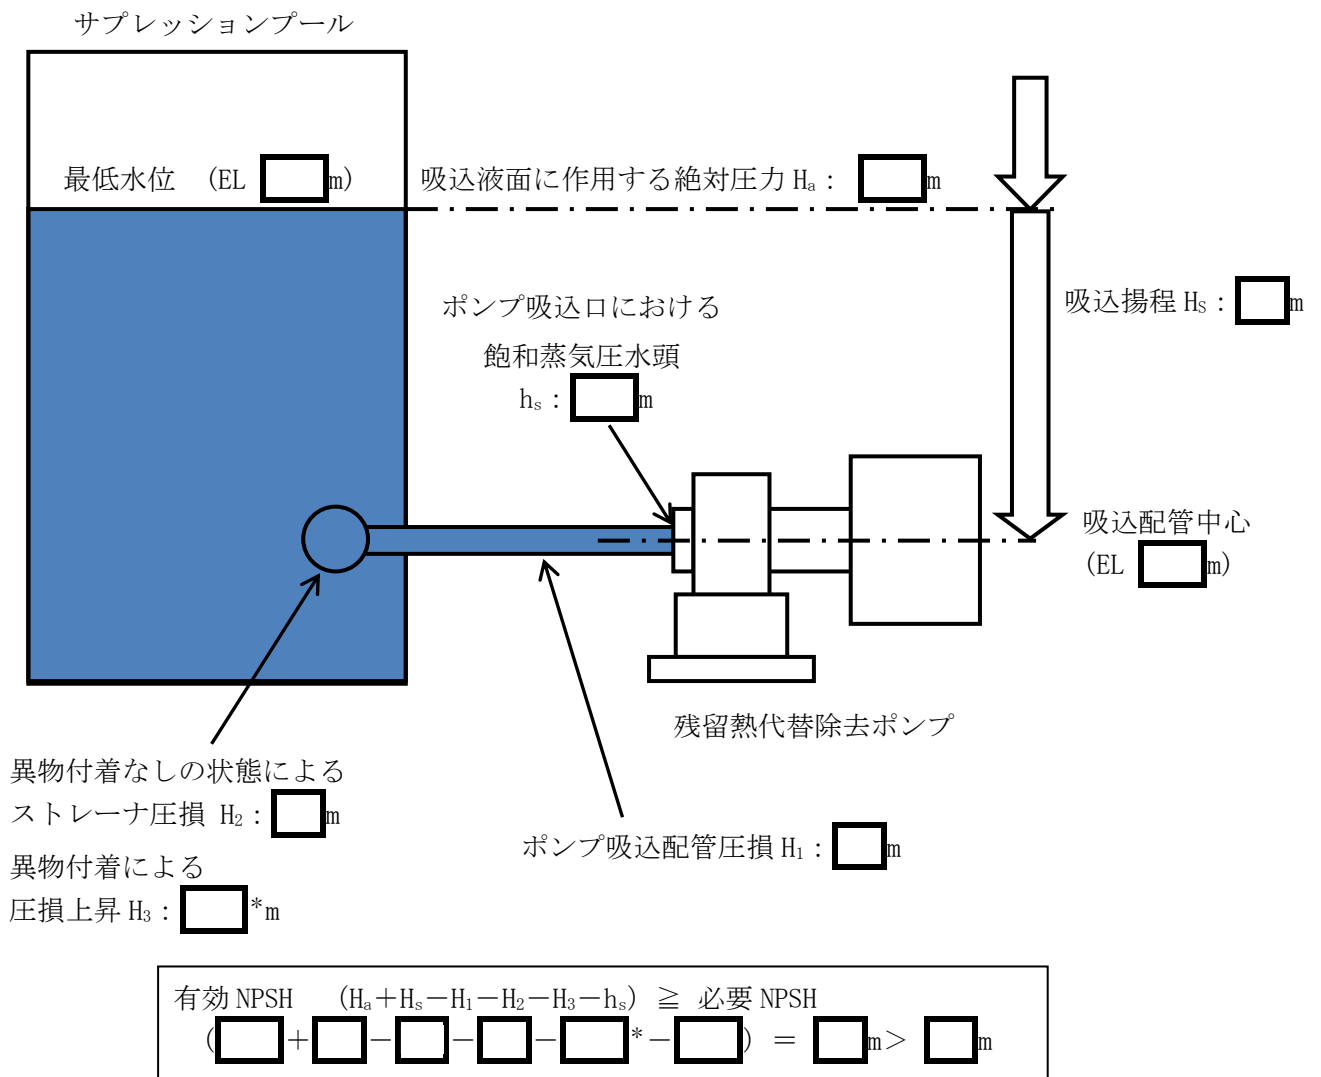 サプレッションプール
最低水位 (EL m)
吸込液面に作用する絶対圧力 Hₐ： m
吸込揚程 Hₛ： m
ポンプ吸込口における
飽和蒸気圧水頭
hₛ： m
吸込配管中心
(EL m)
残留熱代替除去ポンプ
異物付着なしの状態による
ストレーナ圧損 H₂： m
ポンプ吸込配管圧損 H₁： m
異物付着による
圧損上昇 H₃： *m
有効 NPSH (Hₐ＋Hₛ－H₁－H₂－H₃－hₛ) ≧ 必要 NPSH
( ＋ － － － *－ ) ＝ m＞ m